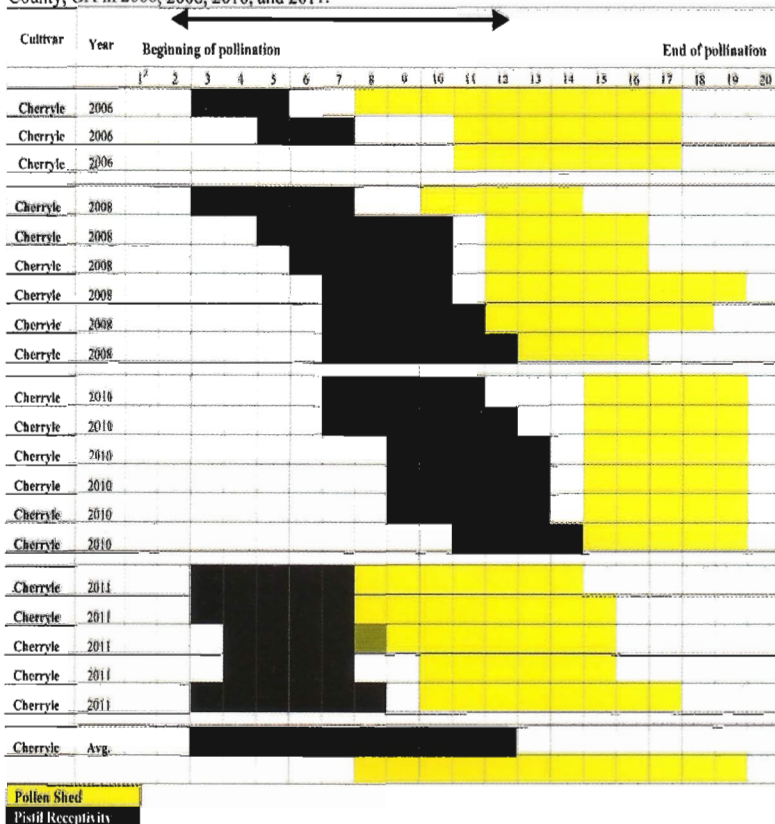 County, GA in 2006, 2008, 2010, and 2011.
Cultivar Year Beginning of pollination End of pollination
1ᶻ 2 3 4 5 6 7 8 9 10 11 12 13 14 15 16 17 18 19 20
Cherryle 2006
Cherryle 2006
Cherryle 2006
Cherryle 2008
Cherryle 2008
Cherryle 2008
Cherryle 2008
Cherryle 2008
Cherryle 2008
Cherryle 2010
Cherryle 2010
Cherryle 2010
Cherryle 2010
Cherryle 2010
Cherryle 2010
Cherryle 2011
Cherryle 2011
Cherryle 2011
Cherryle 2011
Cherryle 2011
Cherryle Avg.
Pollen Shed
Pistil Receptivity